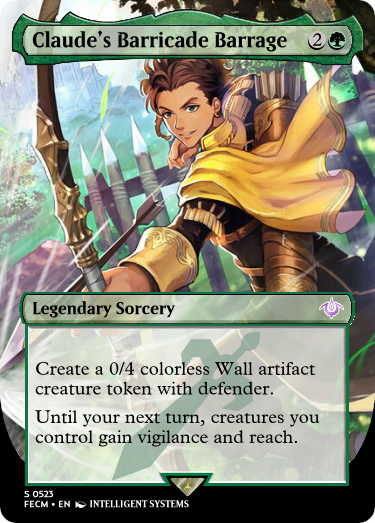 Claude's Barricade Barrage 2
Legendary Sorcery
Create a 0/4 colorless Wall artifact
creature token with defender.
Until your next turn, creatures you
control gain vigilance and reach.
S 0523
FECM • EN INTELLIGENT SYSTEMS